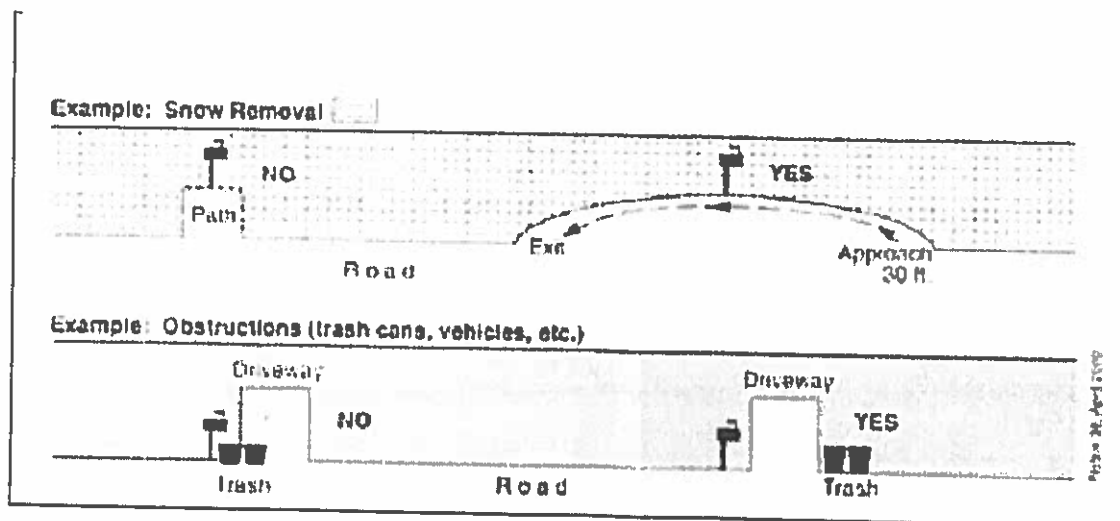 Example: Snow Removal
NO
YES
Path
Exit
Approach
30 ft.
Road
Example: Obstructions (trash cans, vehicles, etc.)
Driveway
Driveway
NO
YES
Trash
Road
Trash